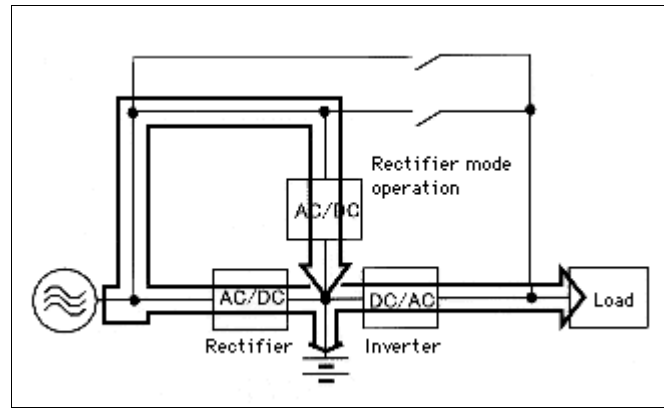 Rectifier mode
operation
AC/DC
AC/DC
DC/AC
Load
Rectifier
Inverter